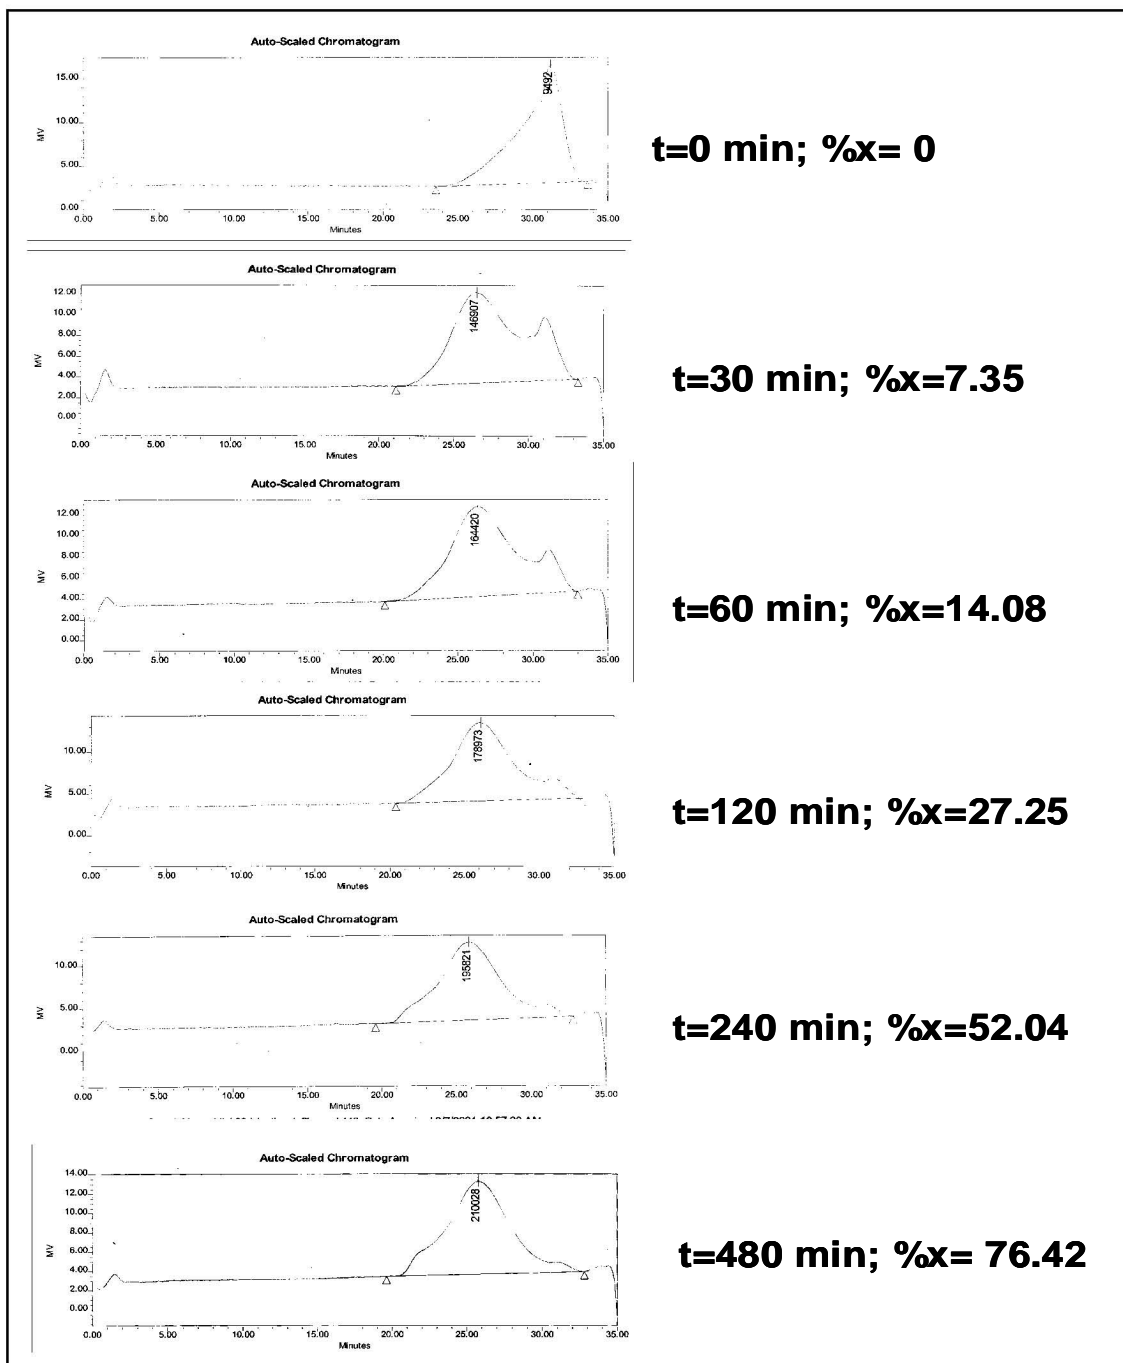 Auto-Scaled Chromatogram
15.00
10.00
5.00
0.00
MV
9492
0.00 5.00 10.00 15.00 20.00 25.00 30.00 35.00
Minutes
t=0 min; %x= 0
Auto-Scaled Chromatogram
12.00
10.00
8.00
6.00
4.00
2.00
0.00
MV
146907
0.00 5.00 10.00 15.00 20.00 25.00 30.00 35.00
Minutes
t=30 min; %x=7.35
Auto-Scaled Chromatogram
12.00
10.00
8.00
6.00
4.00
2.00
0.00
MV
164420
0.00 5.00 10.00 15.00 20.00 25.00 30.00 35.00
Minutes
t=60 min; %x=14.08
Auto-Scaled Chromatogram
10.00
5.00
0.00
MV
178973
0.00 5.00 10.00 15.00 20.00 25.00 30.00 35.00
Minutes
t=120 min; %x=27.25
Auto-Scaled Chromatogram
10.00
5.00
0.00
MV
195821
0.00 5.00 10.00 15.00 20.00 25.00 30.00 35.00
Minutes
t=240 min; %x=52.04
Auto-Scaled Chromatogram
14.00
12.00
10.00
8.00
6.00
4.00
2.00
0.00
MV
210028
0.00 5.00 10.00 15.00 20.00 25.00 30.00 35.00
Minutes
t=480 min; %x= 76.42